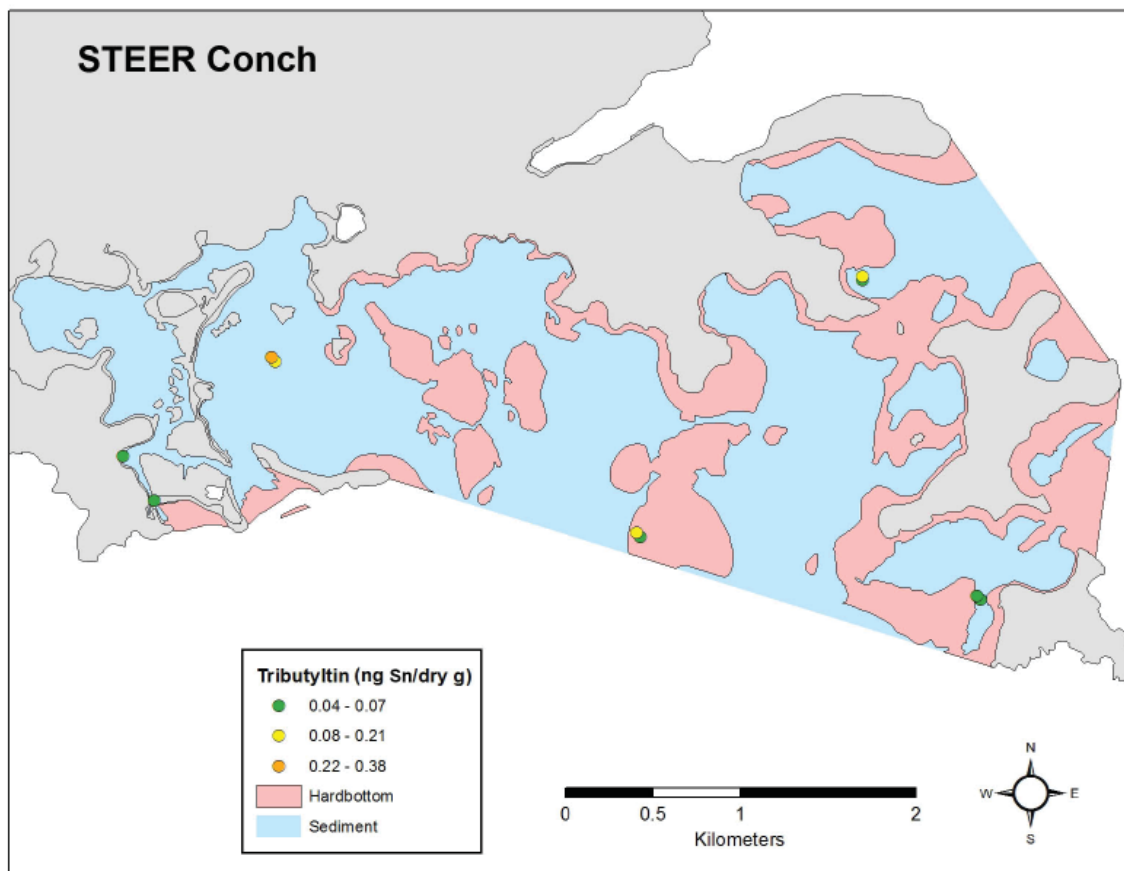 STEER Conch
Tributyltin (ng Sn/dry g)
0.04 - 0.07
0.08 - 0.21
0.22 - 0.38
Hardbottom
Sediment
0 0.5 1 2
Kilometers
N
W E
S